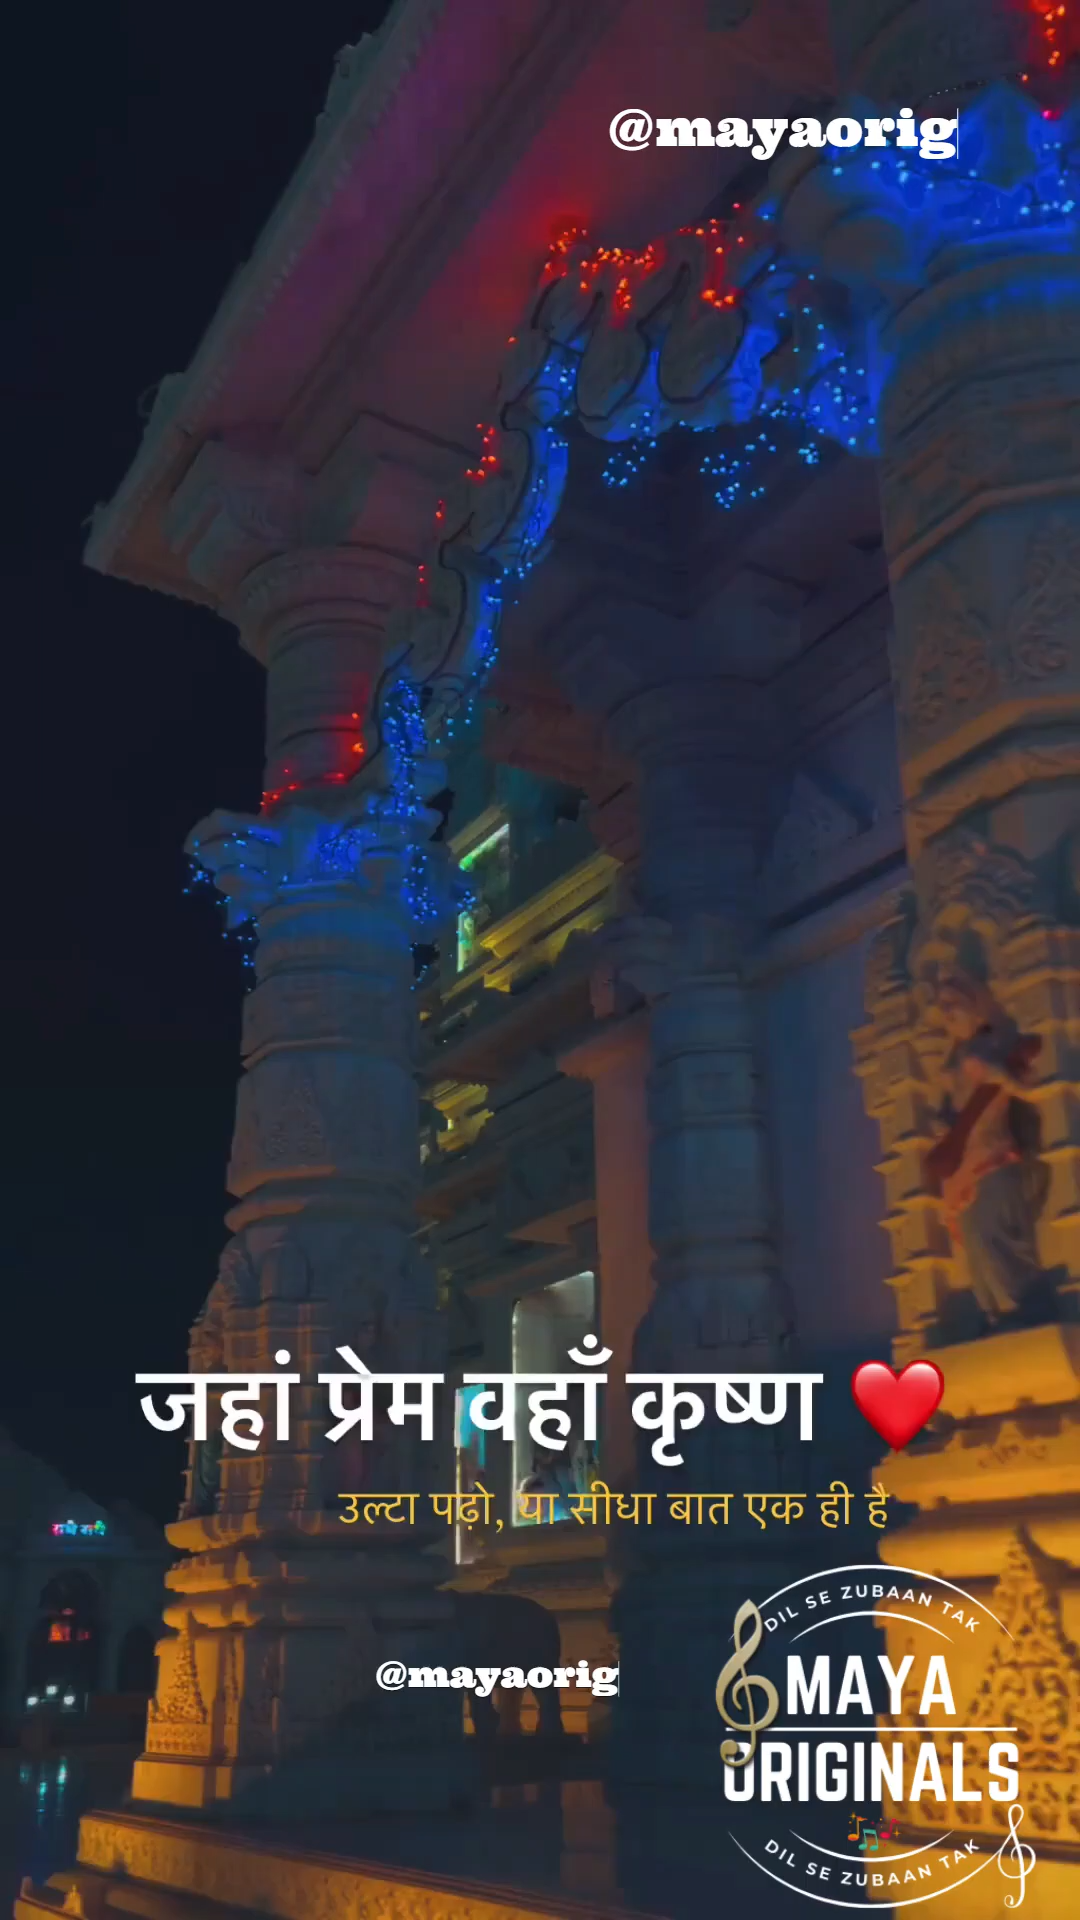 @mayaorig
जहां प्रेम वहाँ कृष्ण ❤️
उल्टा पढ़ो, या सीधा बात एक ही है
राधे राधे
@mayaorig
DIL SE ZUBAAN TAK
MAYA
ORIGINALS
DIL SE ZUBAAN TAK